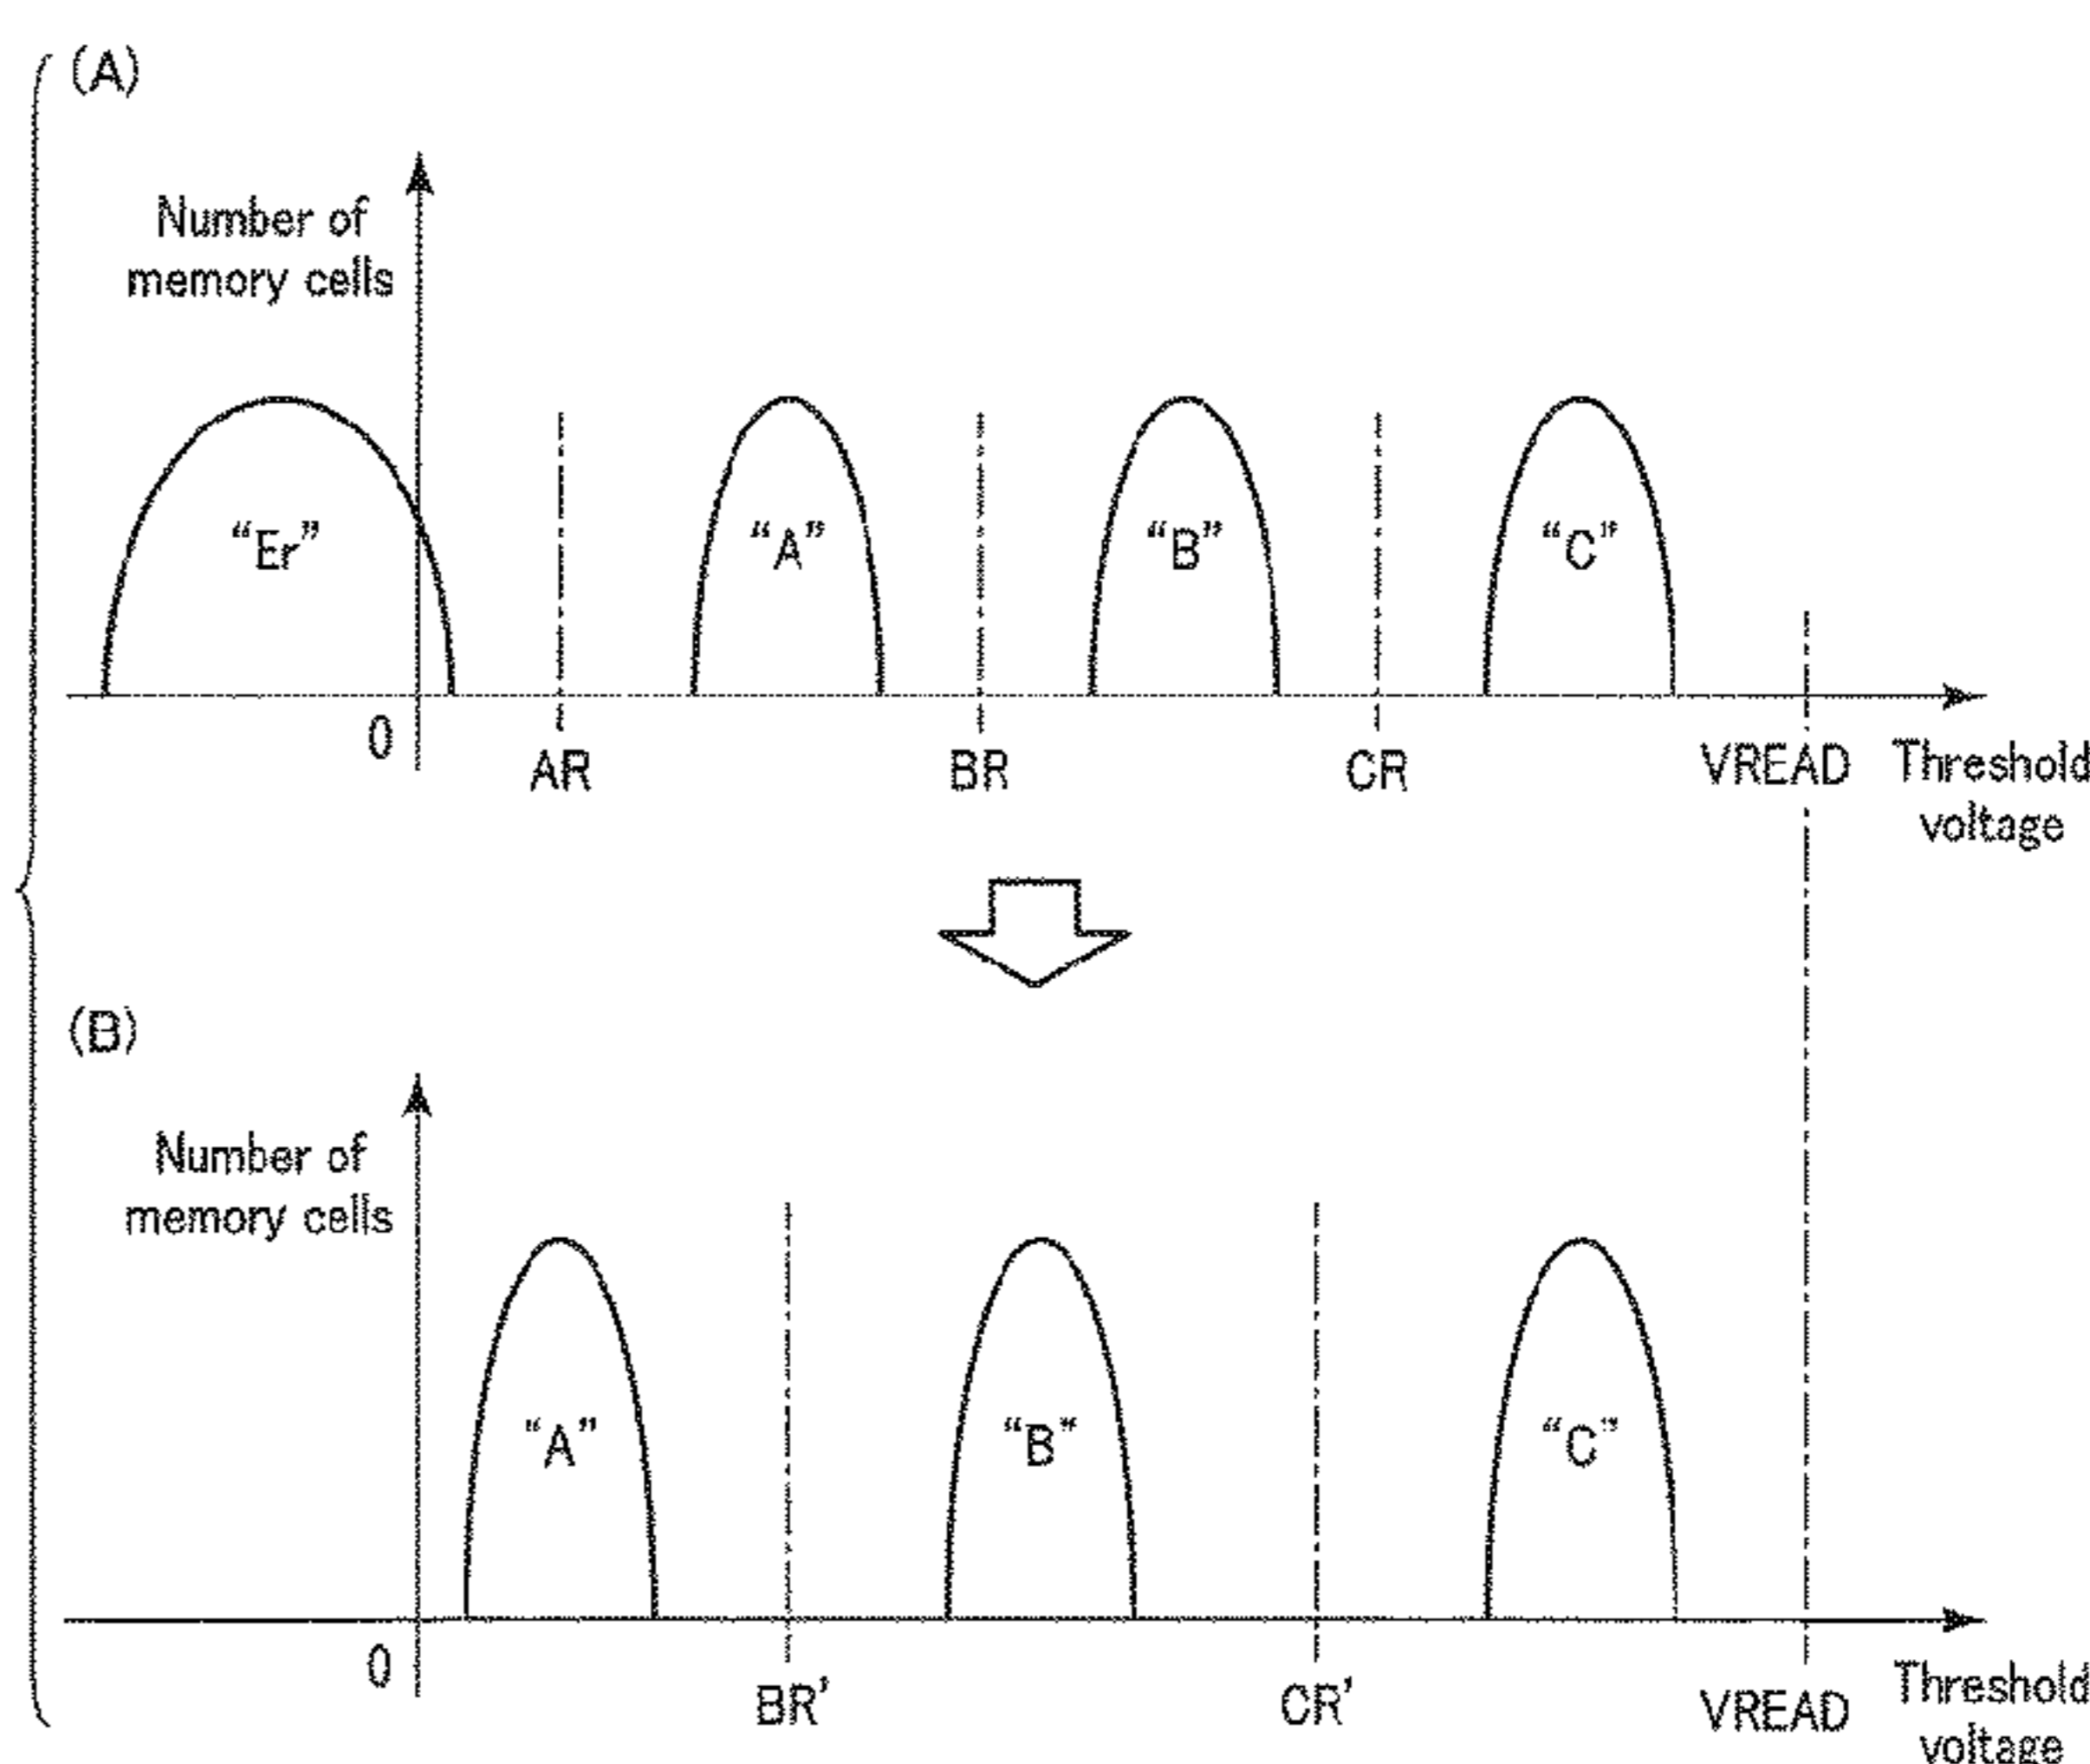 (A)
Number of
memory cells
“Er”
“A”
“B”
“C”
0
AR
BR
CR
VREAD
Threshold
voltage
(B)
Number of
memory cells
“A”
“B”
“C”
0
BR'
CR'
VREAD
Threshold
voltage